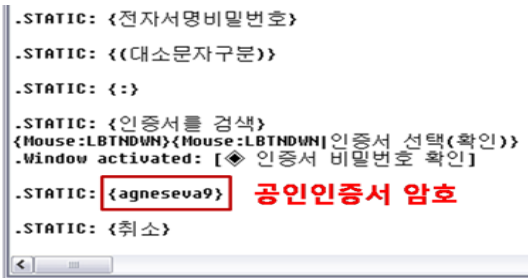 .STATIC: {전자서명비밀번호}
.STATIC: {(대소문자구분)}
.STATIC: {:}
.STATIC: {인증서를 검색}
{Mouse:LBTNDWN}{Mouse:LBTNDWN|인증서 선택(확인)}
.Window activated: [◈ 인증서 비밀번호 확인]
.STATIC: {agneseva9} 공인인증서 암호
.STATIC: {취소}